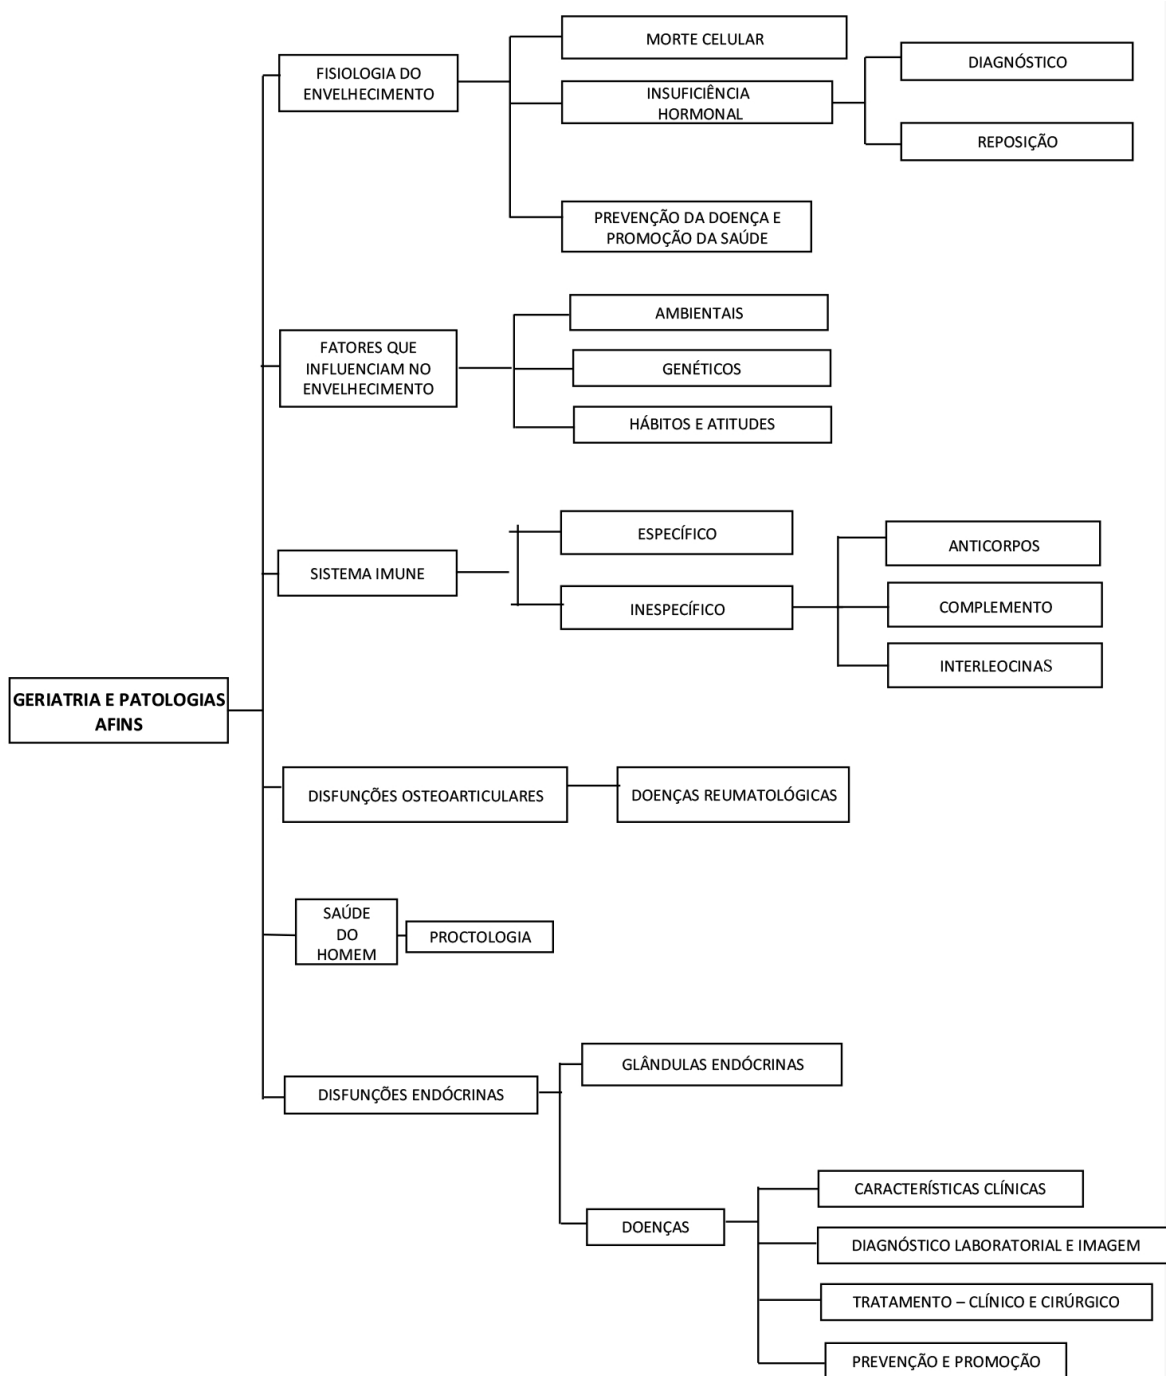 MORTE CELULAR
FISIOLOGIA DO
ENVELHECIMENTO
INSUFICIÊNCIA
HORMONAL
DIAGNÓSTICO
REPOSIÇÃO
PREVENÇÃO DA DOENÇA E
PROMOÇÃO DA SAÚDE
FATORES QUE
INFLUENCIAM NO
ENVELHECIMENTO
AMBIENTAIS
GENÉTICOS
HÁBITOS E ATITUDES
SISTEMA IMUNE
ESPECÍFICO
INESPECÍFICO
ANTICORPOS
COMPLEMENTO
INTERLEOCINAS
GERIATRIA E PATOLOGIAS
AFINS
DISFUNÇÕES OSTEOARTICULARES
DOENÇAS REUMATOLÓGICAS
SAÚDE
DO
HOMEM
PROCTOLOGIA
DISFUNÇÕES ENDÓCRINAS
GLÂNDULAS ENDÓCRINAS
DOENÇAS
CARACTERÍSTICAS CLÍNICAS
DIAGNÓSTICO LABORATORIAL E IMAGEM
TRATAMENTO – CLÍNICO E CIRÚRGICO
PREVENÇÃO E PROMOÇÃO